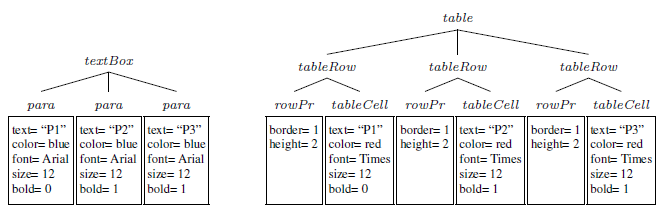 table
textBox
tableRow tableRow tableRow
para para para rowPr tableCell rowPr tableCell rowPr tableCell
text= “P1” text= “P2” text= “P3” border= 1 text= “P1” border= 1 text= “P2” border= 1 text= “P3”
color= blue color= blue color= blue height= 2 color= red height= 2 color= red height= 2 color= red
font= Arial font= Arial font= Arial font= Times font= Times font= Times
size= 12 size= 12 size= 12 size= 12 size= 12 size= 12
bold= 0 bold= 1 bold= 1 bold= 0 bold= 1 bold= 1